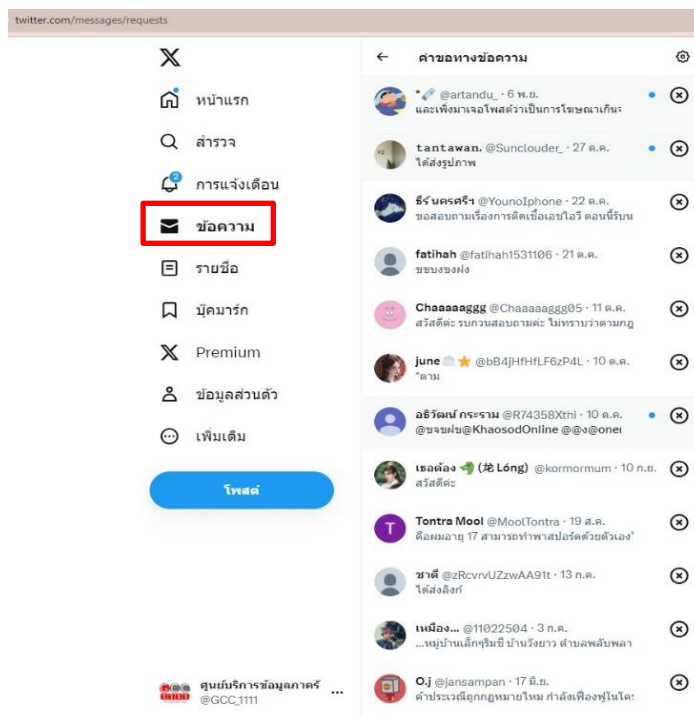 twitter.com/messages/requests
หน้าแรก
สำรวจ
2
การแจ้งเตือน
ข้อความ
รายชื่อ
บุ๊คมาร์ก
Premium
ข้อมูลส่วนตัว
เพิ่มเติม
โพสต์
ศูนย์บริการข้อมูลภาครั ...
@GCC_1111
คำขอทางข้อความ
@artandu_ · 6 พ.ย.
และเพิ่งมาเจอโพสต์ว่าเป็นการโฆษณาเกินร
tantawan. @Sunclouder_ · 27 ต.ค.
ได้ส่งรูปภาพ
ธีร์ นครศรีฯ @YounoIphone · 22 ต.ค.
ขอสอบถามเรื่องการติดเชื้อเอชไอวี ตอนนี้รับน
fatihah @fatihah1531106 · 21 ต.ค.
ขขบงขงฝง
Chaaaaaggg @Chaaaaaggg05 · 11 ต.ค.
สวัสดีค่ะ รบกวนสอบถามค่ะ ไม่ทราบว่าตามกฎ
june @bB4jHfHfLF6zP4L · 10 ต.ค.
"ตาม
อธิวัฒน์ กระราม @R74358Xthi · 10 ต.ค.
@ขจขฝข@KhaosodOnline @@ง@oner
เธอต้อง (龙 Lóng) @kormormum · 10 ก.ย.
สวัสดีค่ะ
T
Tontra Mool @MoolTontra · 19 ส.ค.
คือผมอายุ 17 สามารถทำพาสปอร์ตด้วยตัวเอง
ชาตี @zRcvrvUZzwAA91t · 13 ก.ค.
ได้ส่งลิงก์
เหมือง... @11022504 · 3 ก.ค.
...หมู่บ้านเล็กๆริมชี บ้านวังยาว ตำบลพลับพลา
O.j @jansampan · 17 มิ.ย.
ค้าประเวณีถูกกฎหมายไหม กำลังเฟื่องฟูในโคร